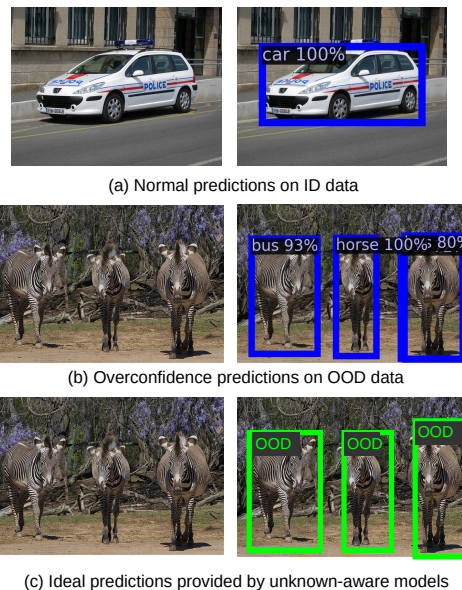 POLICE
car 100%
POLICE
(a) Normal predictions on ID data
bus 93%
horse 100%
s 80%
(b) Overconfidence predictions on OOD data
OOD
OOD
OOD
(c) Ideal predictions provided by unknown-aware models